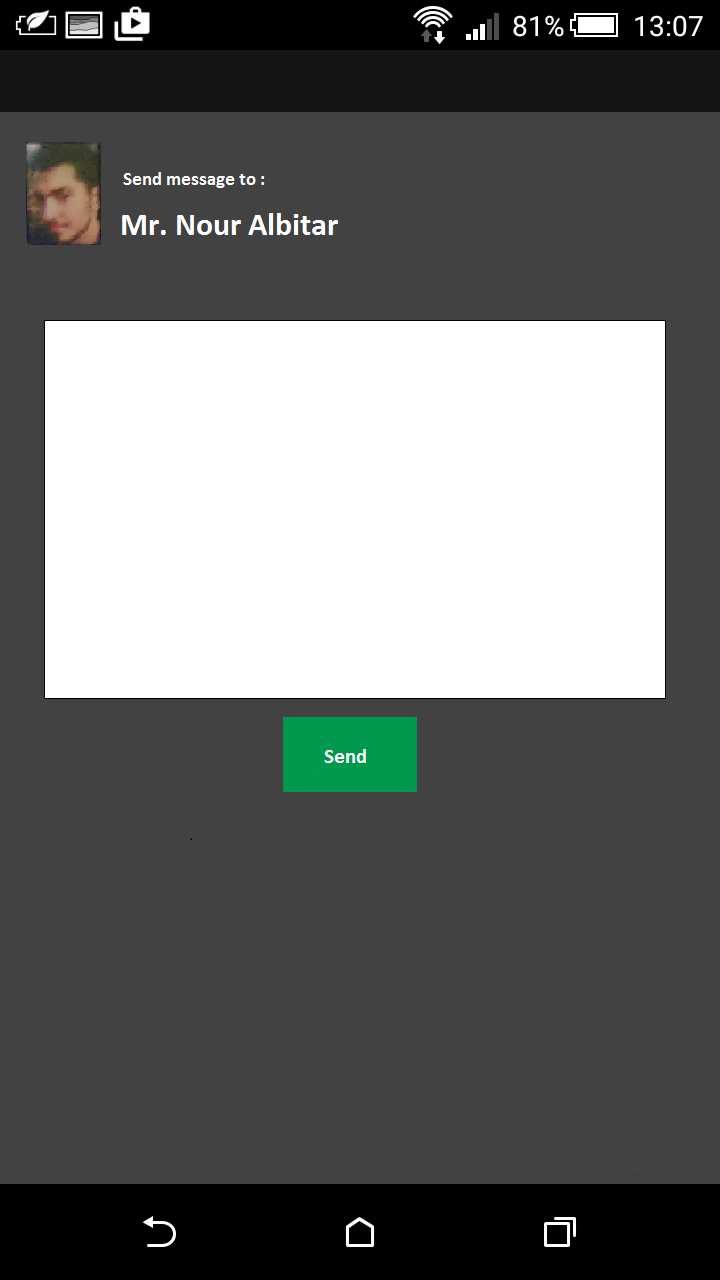 81% 13:07
Send message to :
Mr. Nour Albitar
Send